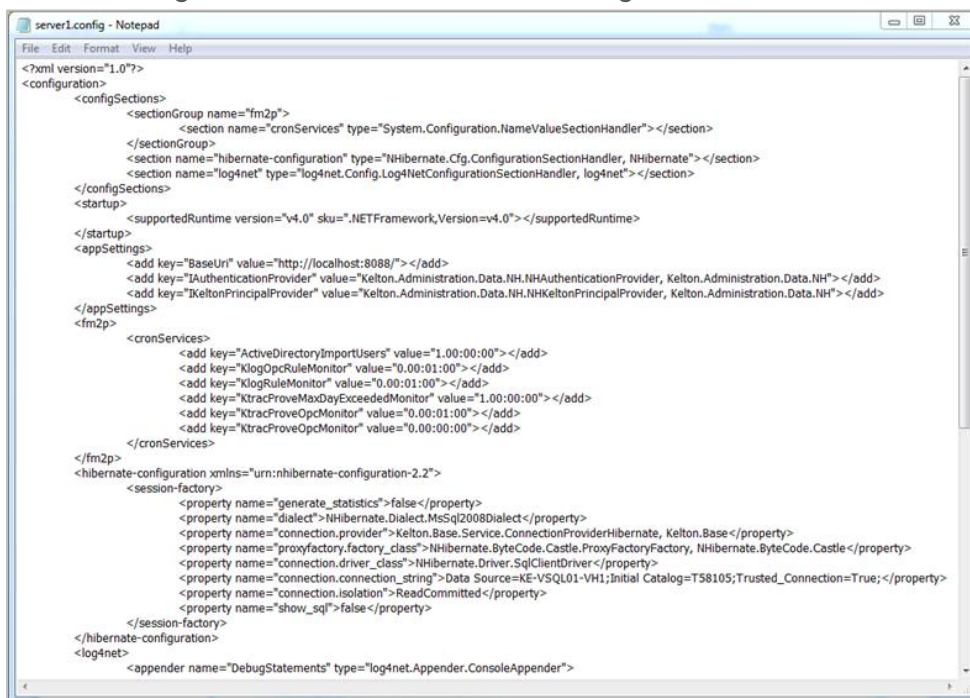 server1.config - Notepad
File Edit Format View Help
<?xml version="1.0"?>
<configuration>
<configSections>
<sectionGroup name="fm2p">
<section name="cronServices" type="System.Configuration.NameValueSectionHandler"></section>
</sectionGroup>
<section name="hibernate-configuration" type="NHibernate.Cfg.ConfigurationSectionHandler, NHibernate"></section>
<section name="log4net" type="log4net.Config.Log4NetConfigurationSectionHandler, log4net"></section>
</configSections>
<startup>
<supportedRuntime version="v4.0" sku=".NETFramework,Version=v4.0"></supportedRuntime>
</startup>
<appSettings>
<add key="BaseUri" value="http://localhost:8088/"></add>
<add key="IAuthenticationProvider" value="Kelton.Administration.Data.NH.NHAuthenticationProvider, Kelton.Administration.Data.NH"></add>
<add key="IKeltonPrincipalProvider" value="Kelton.Administration.Data.NH.NHKeltonPrincipalProvider, Kelton.Administration.Data.NH"></add>
</appSettings>
<fm2p>
<cronServices>
<add key="ActiveDirectoryImportUsers" value="1.00:00:00"></add>
<add key="KlogOpcRuleMonitor" value="0.00:01:00"></add>
<add key="KlogRuleMonitor" value="0.00:01:00"></add>
<add key="KtracProveMaxDayExceededMonitor" value="1.00:00:00"></add>
<add key="KtracProveOpcMonitor" value="0.00:01:00"></add>
<add key="KtracProveOpcMonitor" value="0.00:00:00"></add>
</cronServices>
</fm2p>
<hibernate-configuration xmlns="urn:nhibernate-configuration-2.2">
<session-factory>
<property name="generate_statistics">false</property>
<property name="dialect">NHibernate.Dialect.MsSql2008Dialect</property>
<property name="connection.provider">Kelton.Base.Service.ConnectionProviderHibernate, Kelton.Base</property>
<property name="proxyfactory.factory_class">NHibernate.ByteCode.Castle.ProxyFactoryFactory, NHibernate.ByteCode.Castle</property>
<property name="connection.driver_class">NHibernate.Driver.SqlClientDriver</property>
<property name="connection.connection_string">Data Source=KE-VSQL01-VH1;Initial Catalog=T58105;Trusted_Connection=True;</property>
<property name="connection.isolation">ReadCommitted</property>
<property name="show_sql">false</property>
</session-factory>
</hibernate-configuration>
<log4net>
<appender name="DebugStatements" type="log4net.Appender.ConsoleAppender">